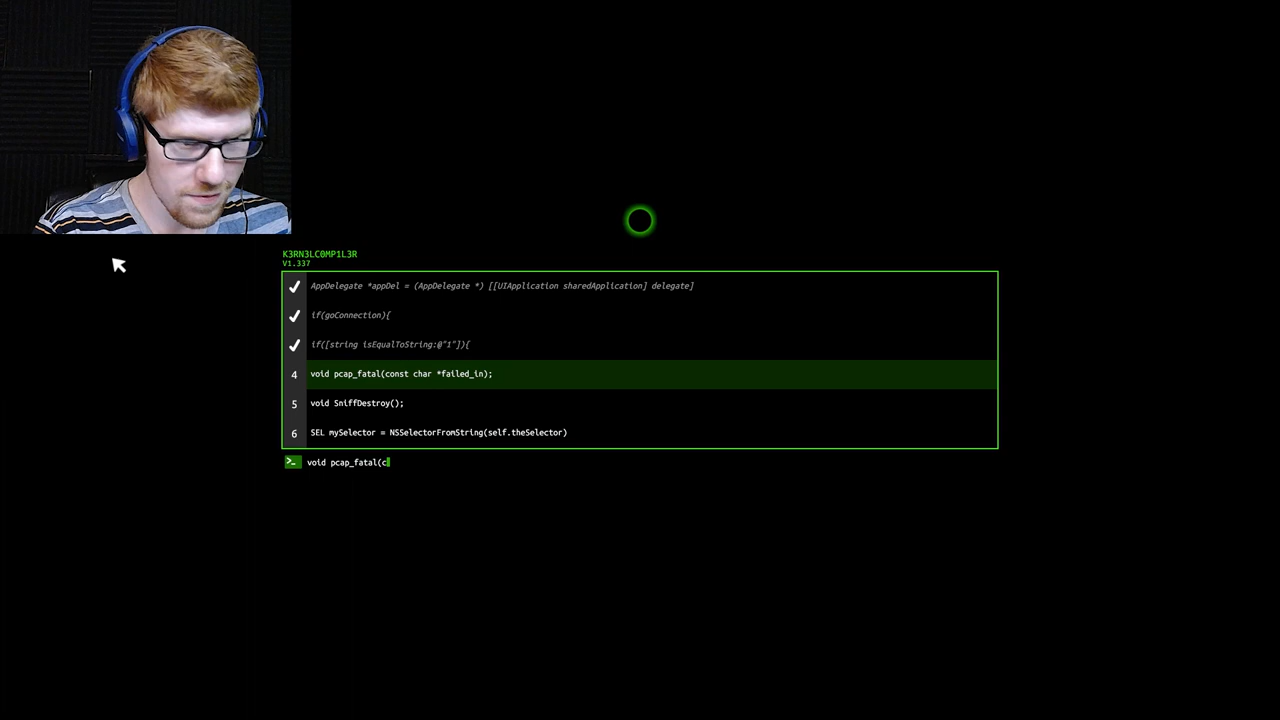 K3RN3LC0MP1L3R
V1.337
AppDelegate *appDel = (AppDelegate *) [[UIApplication sharedApplication] delegate]
if(goConnection){
if([string isEqualToString:@"1"]){
4 void pcap_fatal(const char *failed_in);
5 void SniffDestroy();
6 SEL mySelector = NSSelectorFromString(self.theSelector)
>_ void pcap_fatal(c